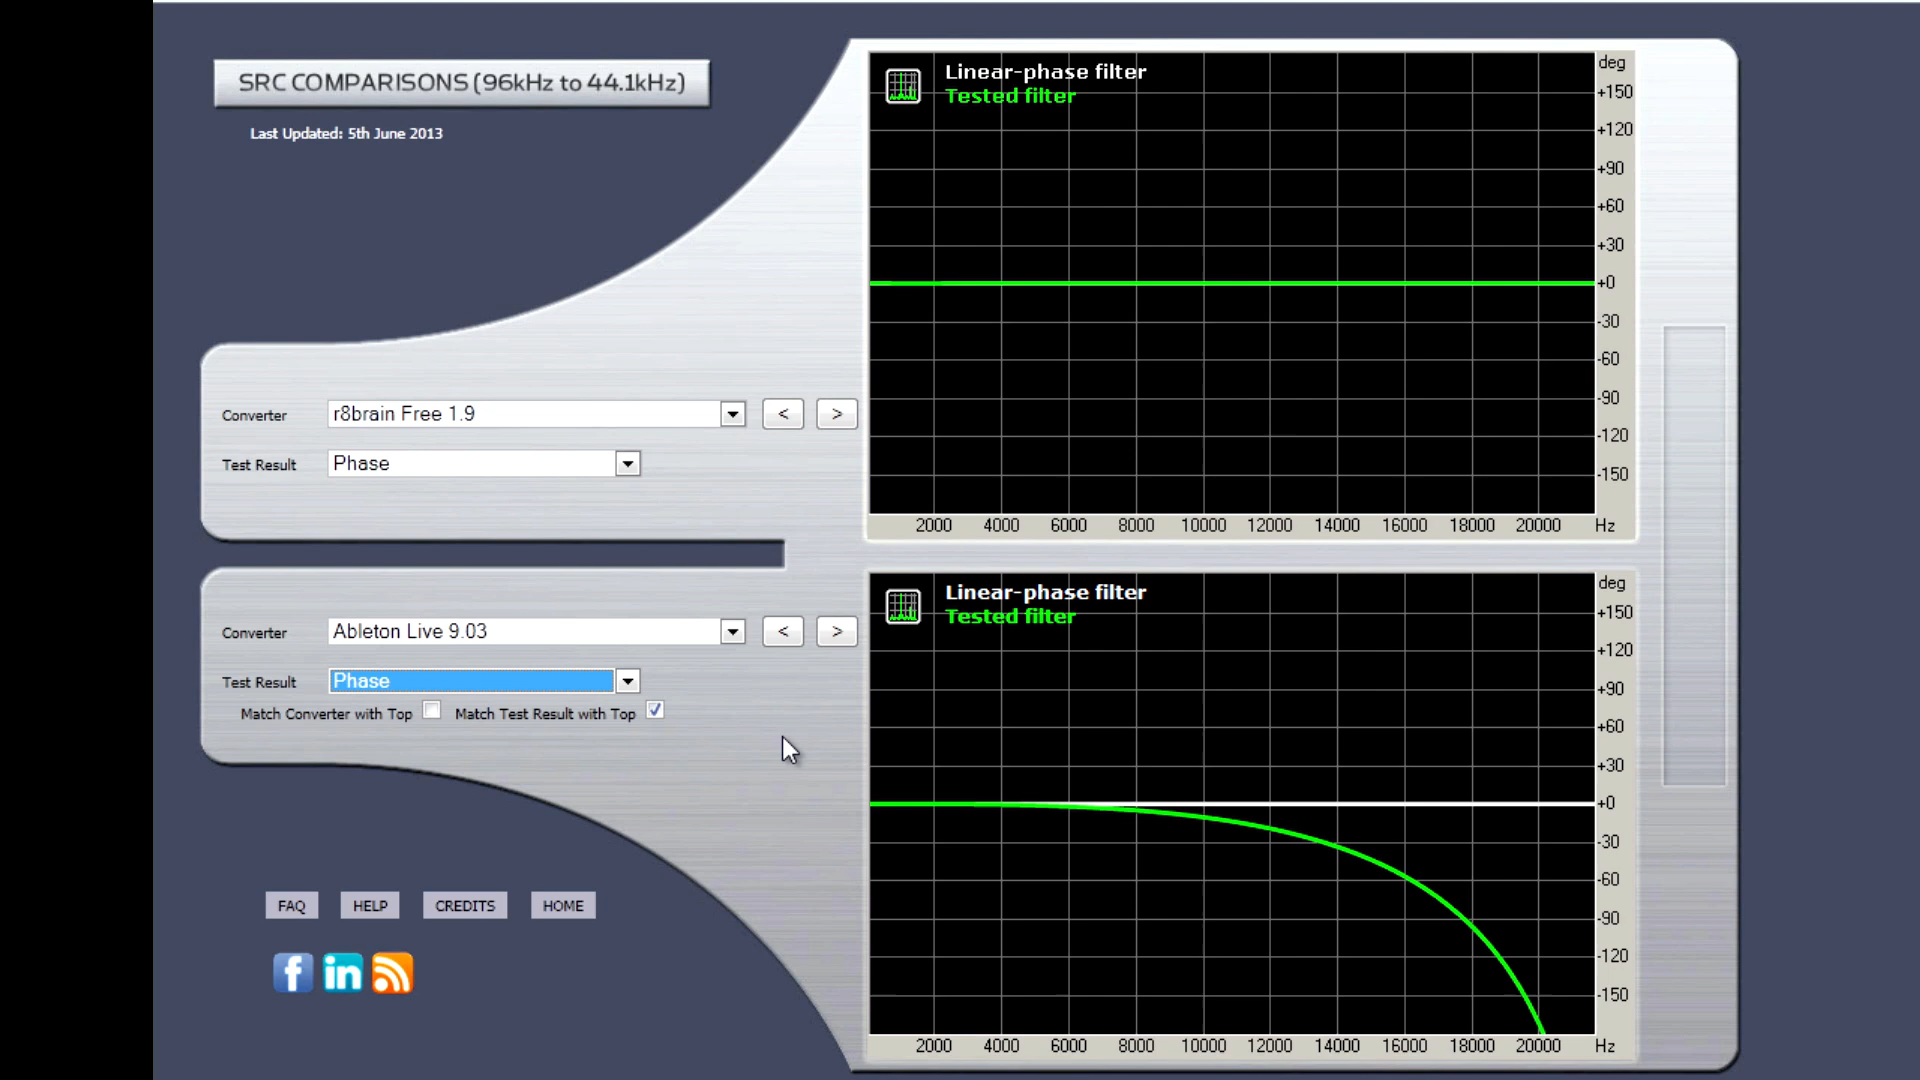 SRC COMPARISONS (96kHz to 44.1kHz)
Last Updated: 5th June 2013
Converter r8brain Free 1.9 < >
Test Result Phase
Linear-phase filter
Tested filter
deg
+150
+120
+90
+60
+30
+0
-30
-60
-90
-120
-150
2000 4000 6000 8000 10000 12000 14000 16000 18000 20000 Hz
Converter Ableton Live 9.03 < >
Test Result Phase
Match Converter with Top Match Test Result with Top
Linear-phase filter
Tested filter
deg
+150
+120
+90
+60
+30
+0
-30
-60
-90
-120
-150
2000 4000 6000 8000 10000 12000 14000 16000 18000 20000 Hz
FAQ HELP CREDITS HOME
f in